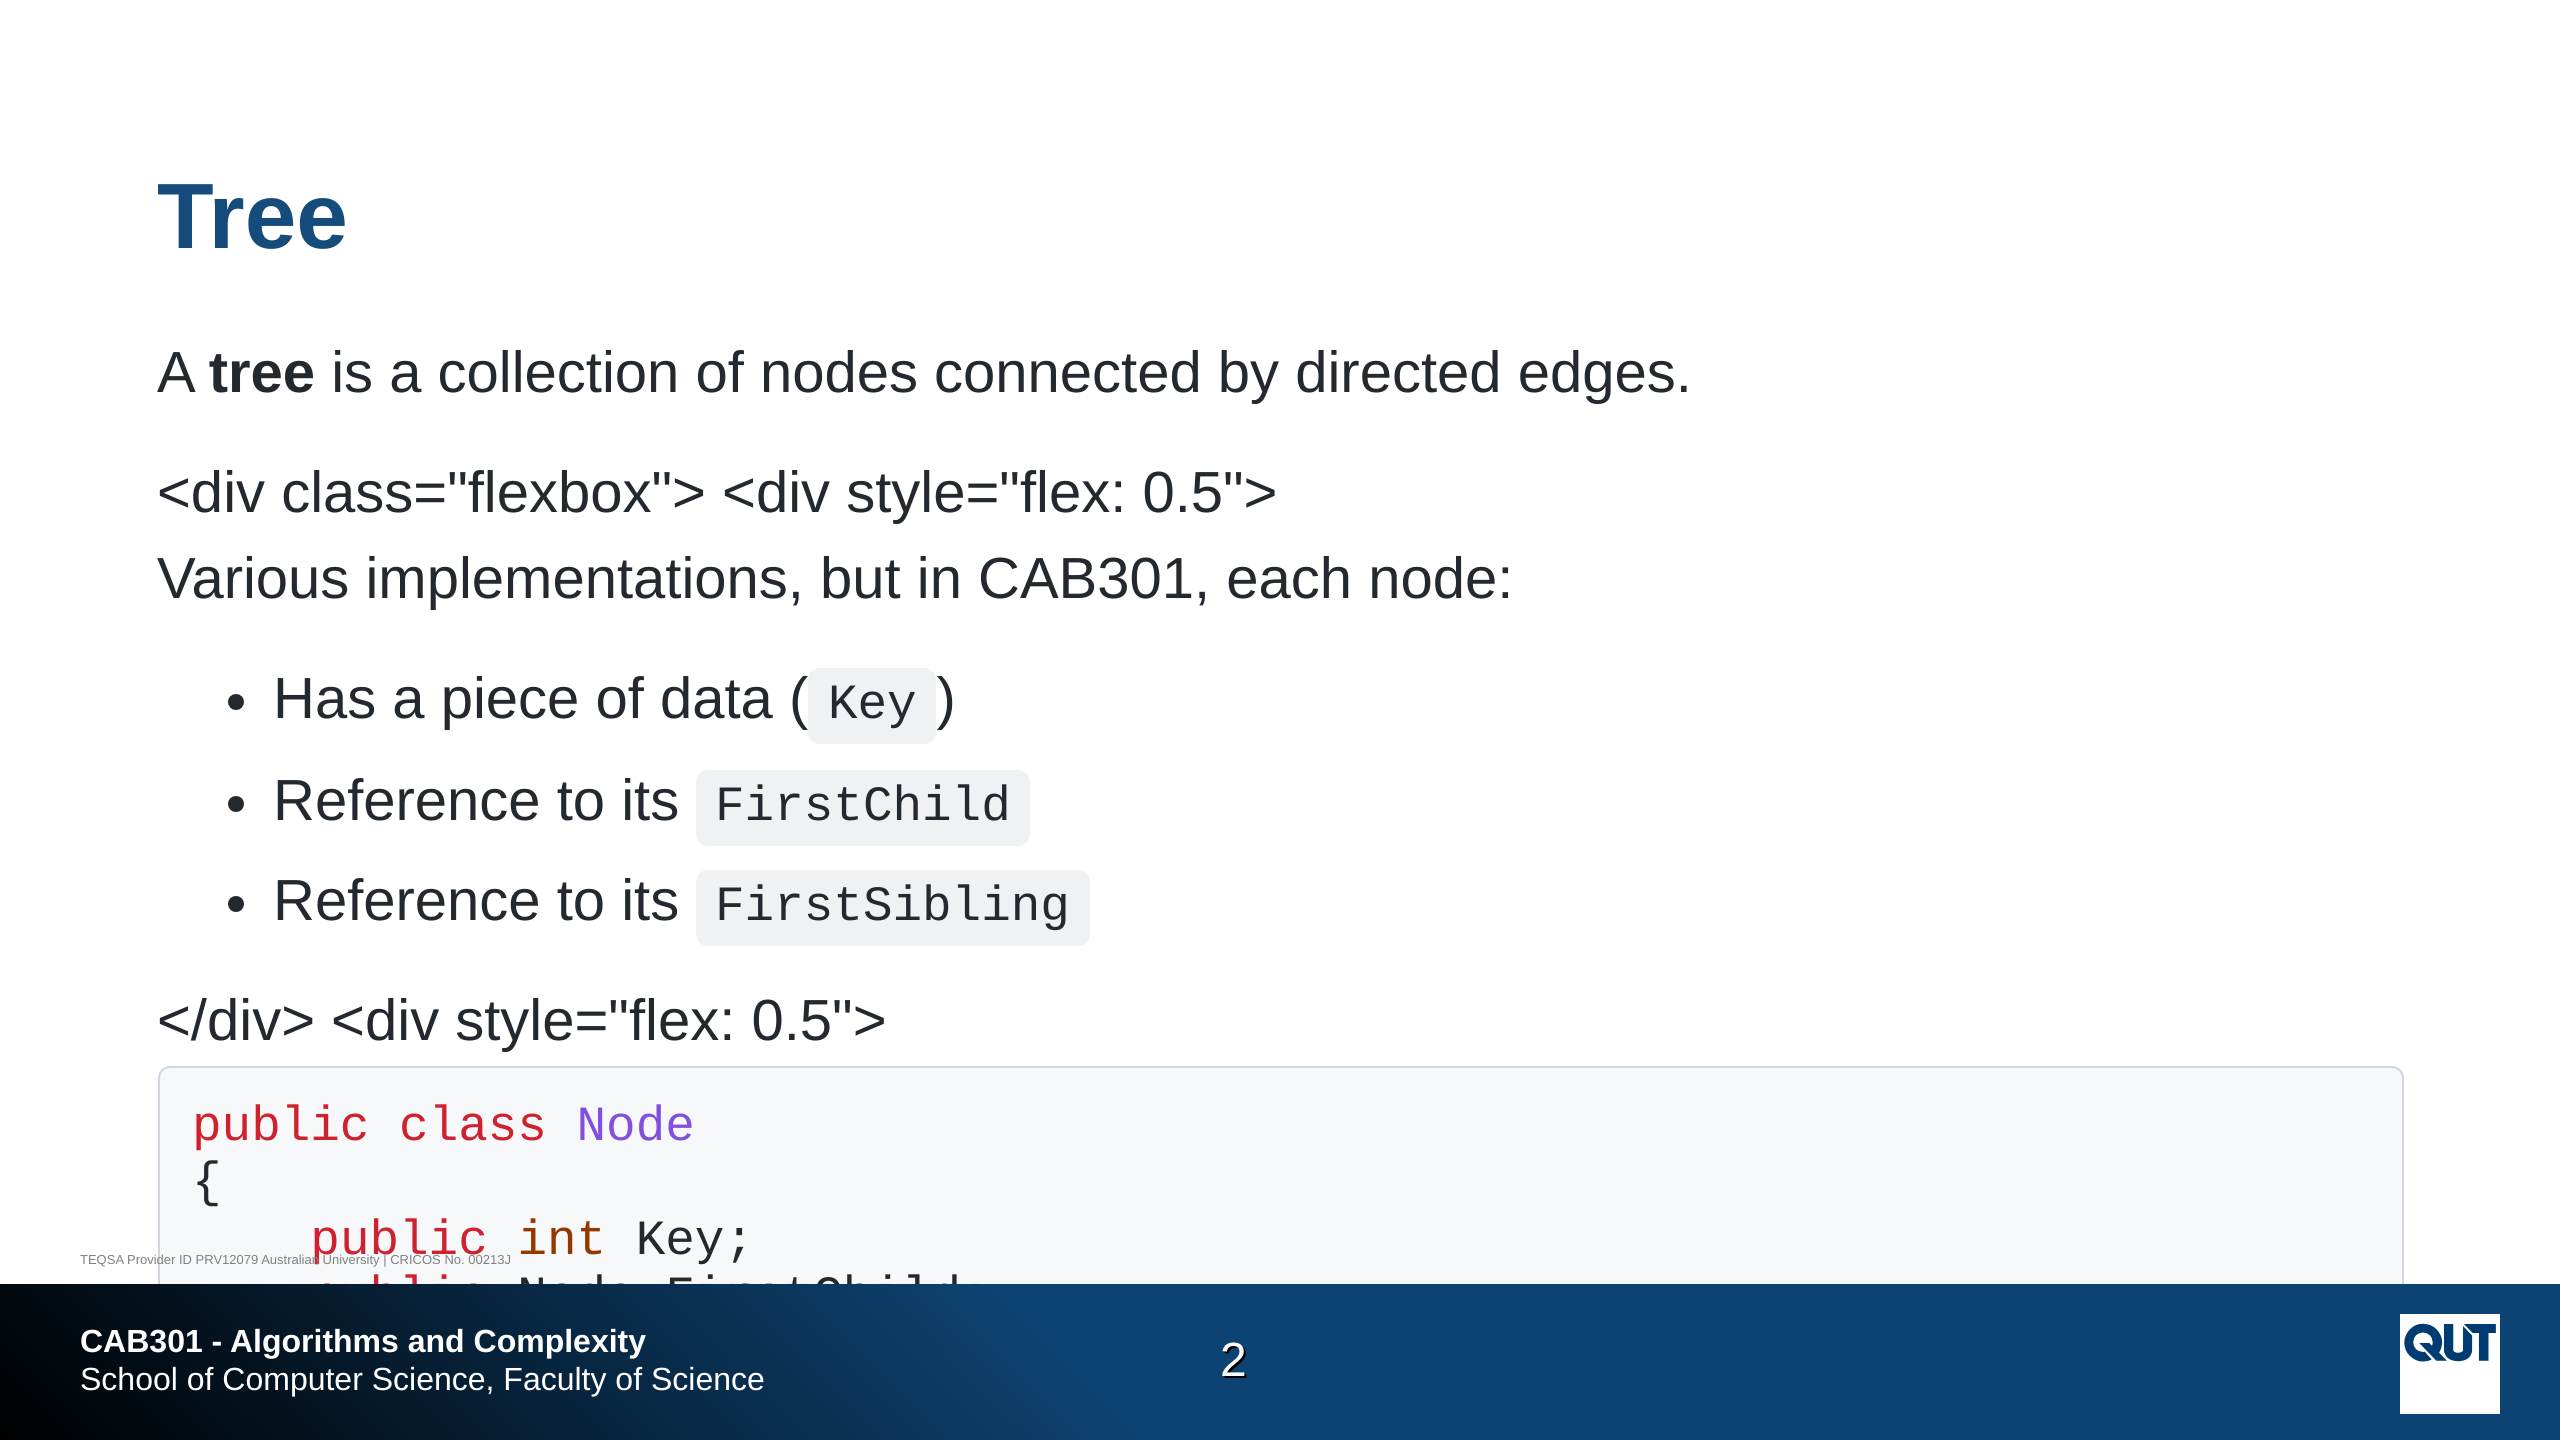 Tree
A tree is a collection of nodes connected by directed edges.
<div class="flexbox"> <div style="flex: 0.5">
Various implementations, but in CAB301, each node:
• Has a piece of data (Key)
• Reference to its FirstChild
• Reference to its FirstSibling
</div> <div style="flex: 0.5">
public class Node
{
    public int Key;
TEQSA Provider ID PRV12079 Australian University | CRICOS No. 00213J
    public Node FirstChild
CAB301 - Algorithms and Complexity
School of Computer Science, Faculty of Science
2
QUT